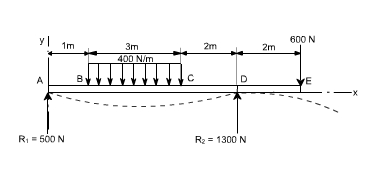 600 N
y
1m 3m 2m 2m
400 N/m
A B C D E
x
R₁ = 500 N R₂ = 1300 N